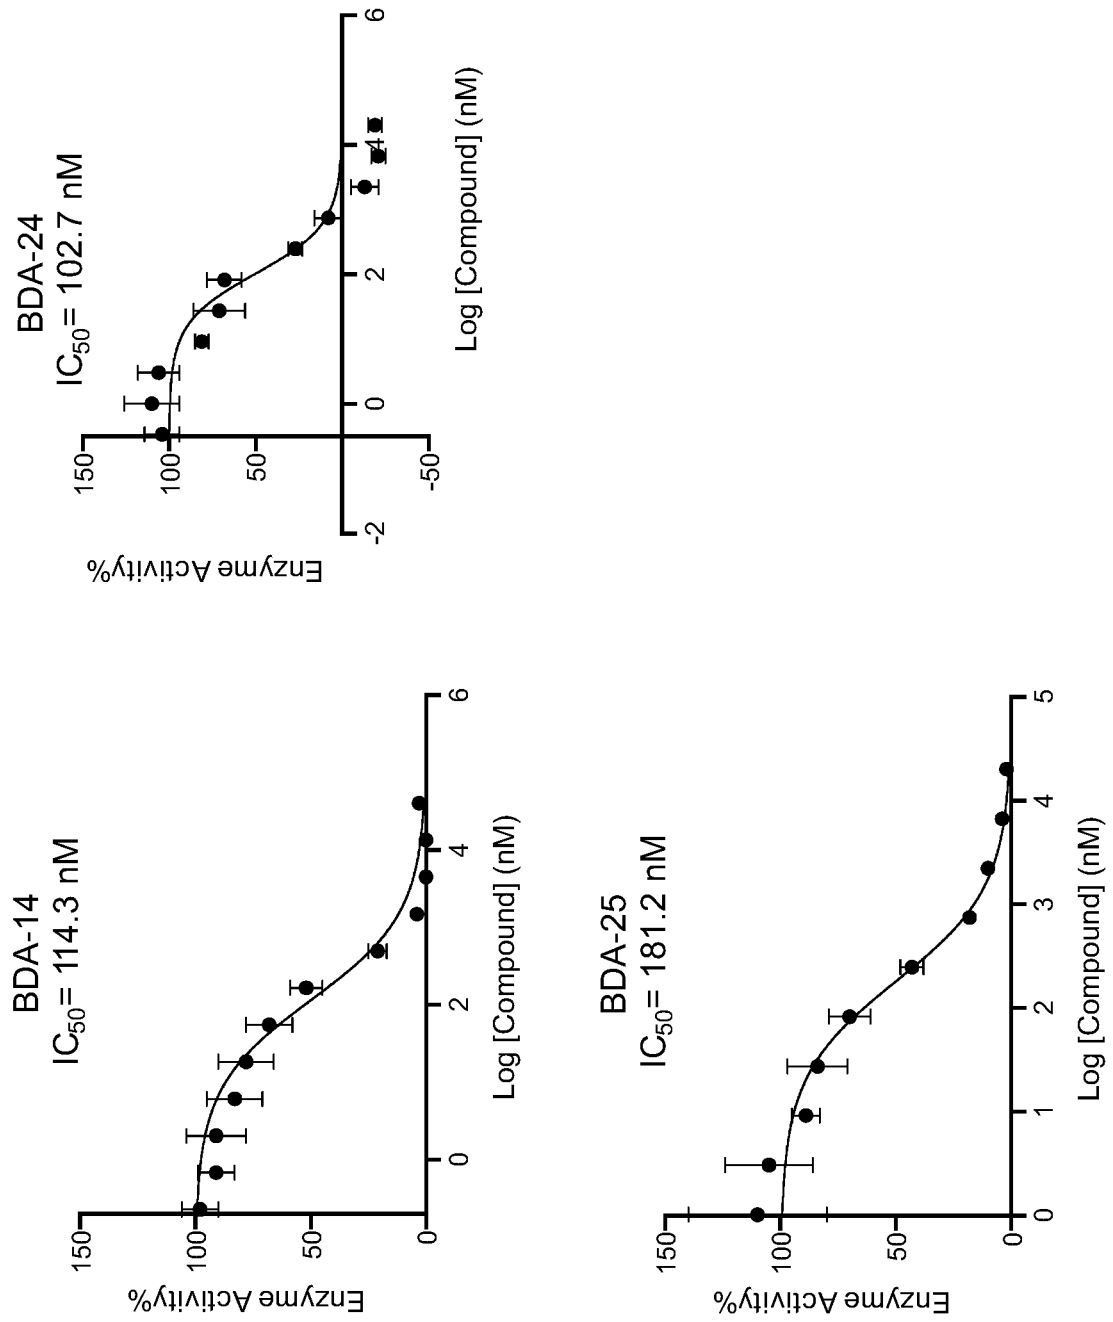 BDA-14
IC50= 114.3 nM
Enzyme Activity%
150
100
50
0
0
2
4
6
Log [Compound] (nM)
BDA-24
IC50= 102.7 nM
Enzyme Activity%
150
100
50
-50
-2
0
2
4
6
Log [Compound] (nM)
BDA-25
IC50= 181.2 nM
Enzyme Activity%
150
100
50
0
0
1
2
3
4
5
Log [Compound] (nM)